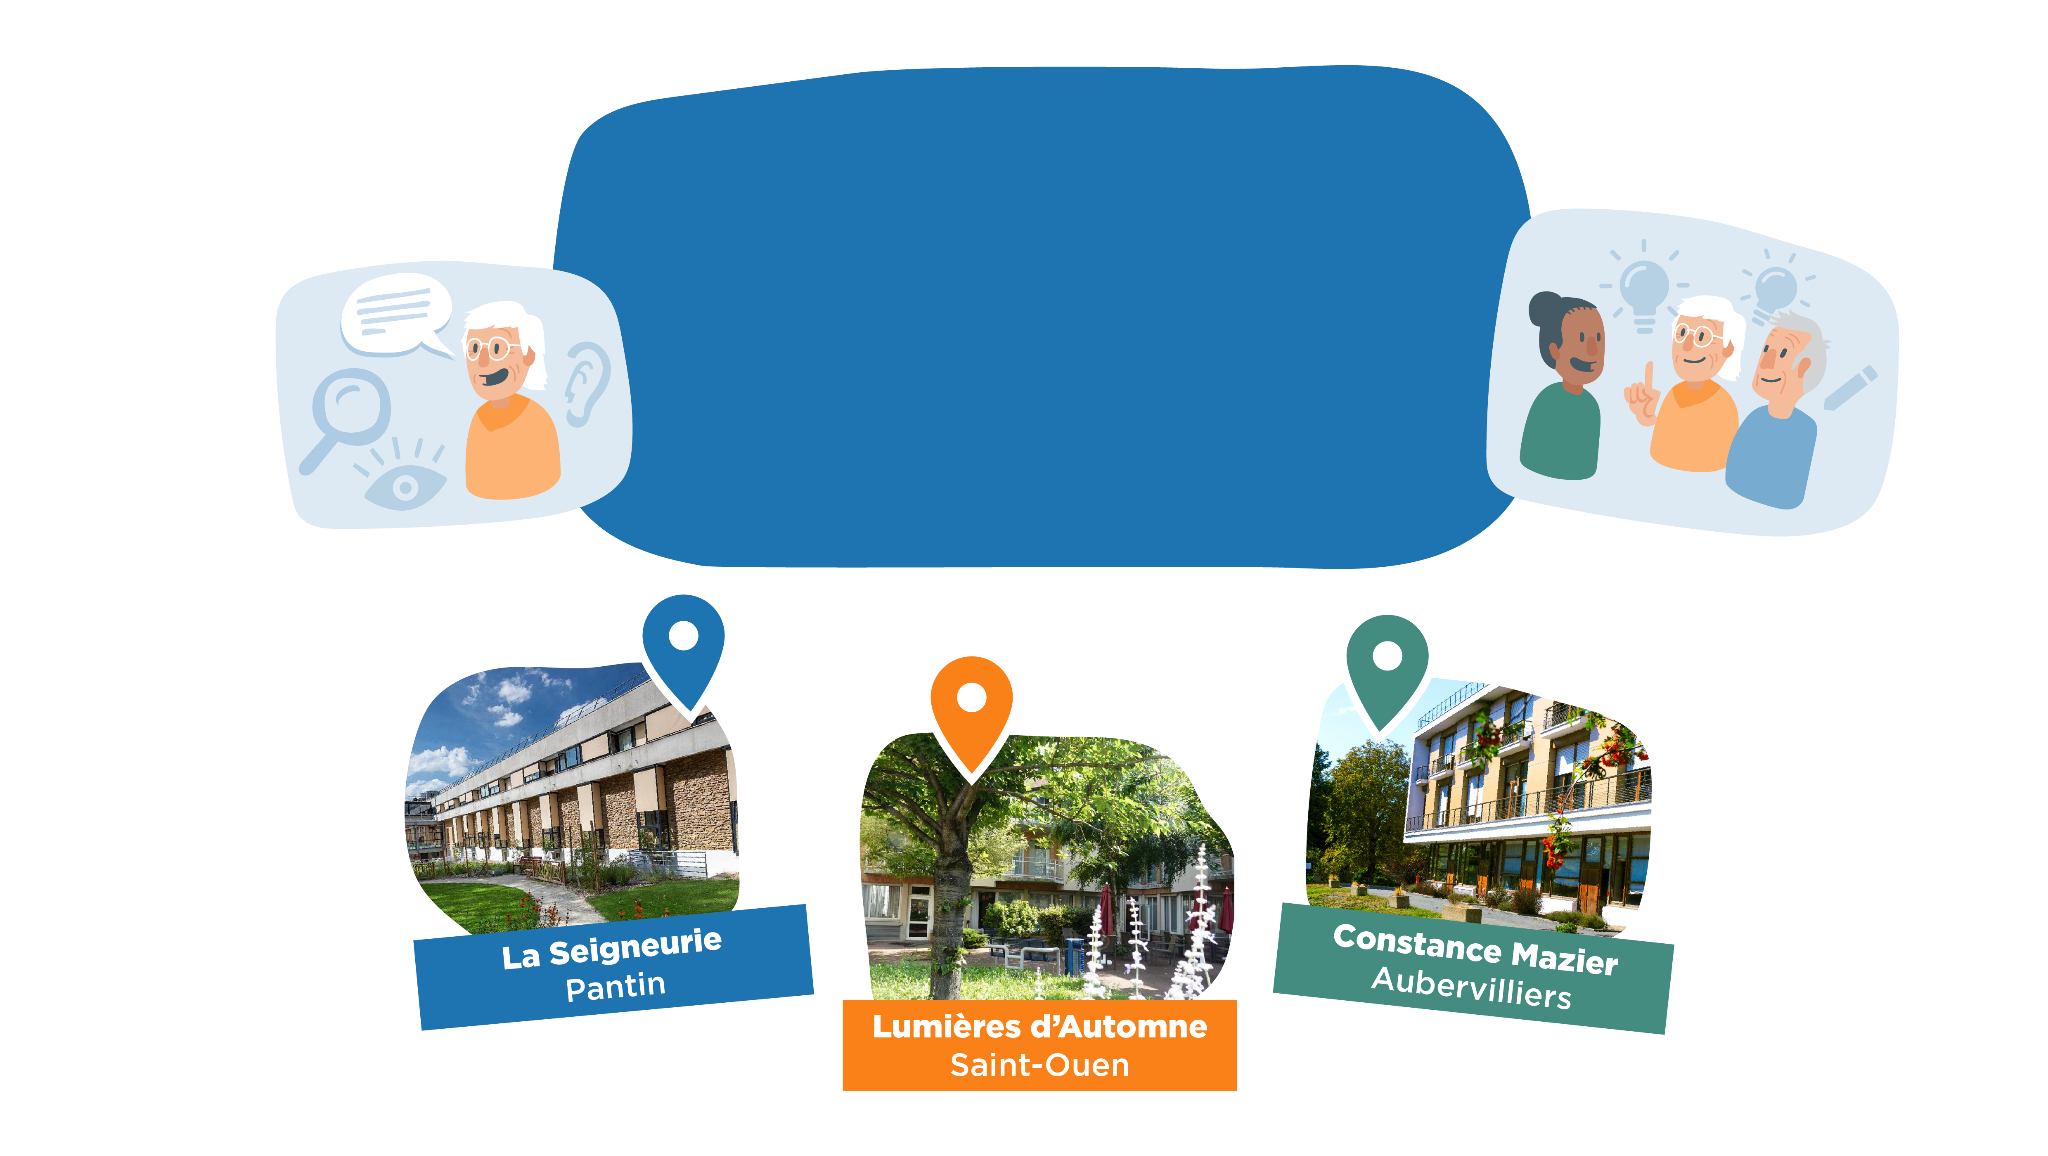 La Seigneurie
Pantin
Lumières d’Automne
Saint-Ouen
Constance Mazier
Aubervilliers